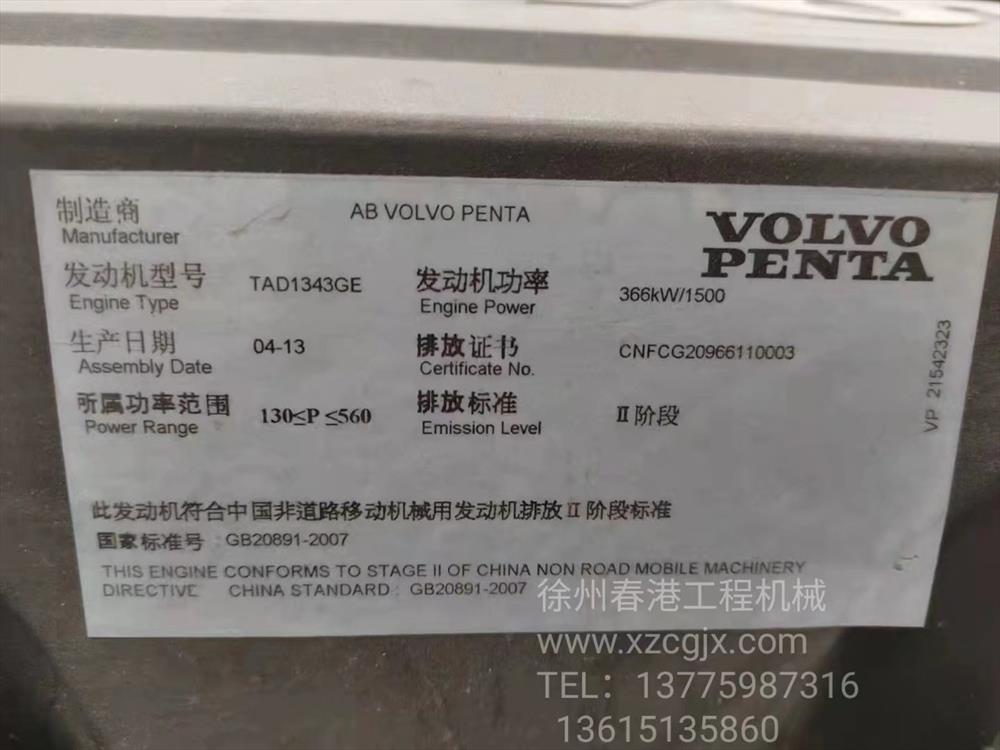 制造商 AB VOLVO PENTA VOLVO
Manufacturer PENTA
发动机型号 TAD1343GE 发动机功率 366kW/1500
Engine Type Engine Power
生产日期 04-13 排放证书 CNFCG20966110003
Assembly Date Certificate No.
所属功率范围 130≤P ≤560 排放标准 II阶段
Power Range Emission Level
VP 21542323
此发动机符合中国非道路移动机械用发动机排放II阶段标准
国家标准号：GB20891-2007
THIS ENGINE CONFORMS TO STAGE II OF CHINA NON ROAD MOBILE MACHINERY
DIRECTIVE CHINA STANDARD : GB20891-2007
徐州春港工程机械
www.xzcgjx.com
TEL：13775987316
13615135860